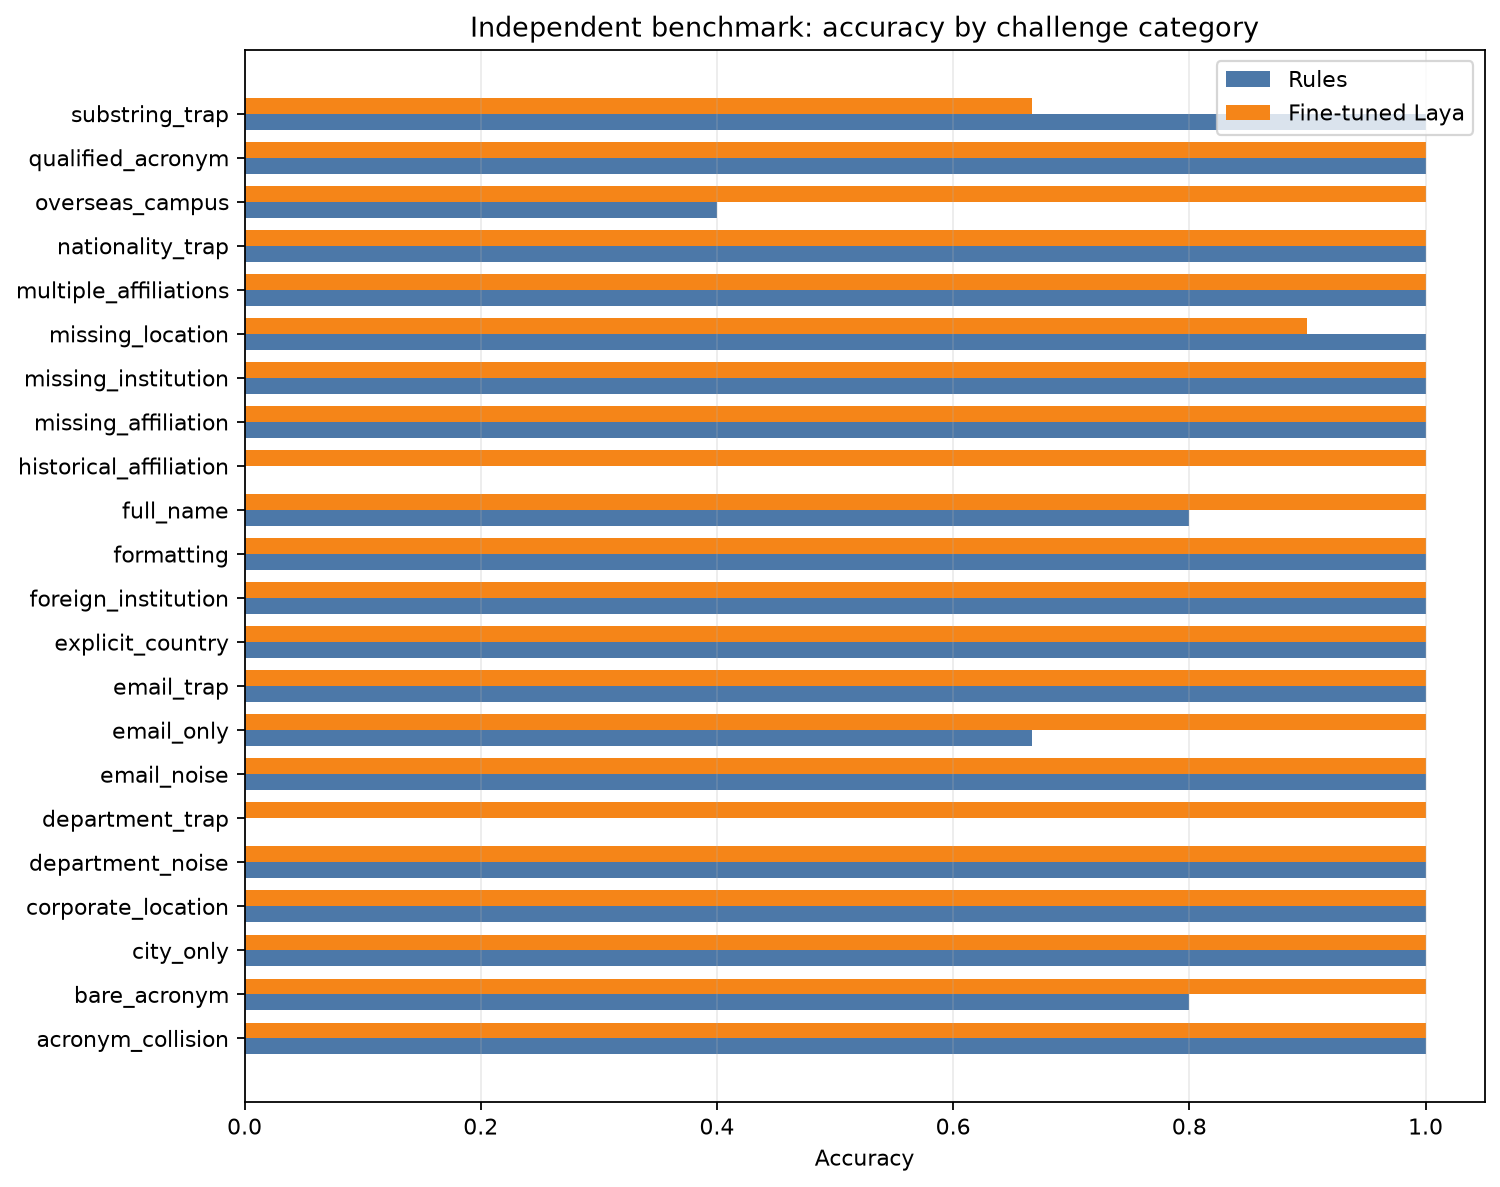 Independent benchmark: accuracy by challenge category
Rules
Fine-tuned Laya
substring_trap
qualified_acronym
overseas_campus
nationality_trap
multiple_affiliations
missing_location
missing_institution
missing_affiliation
historical_affiliation
full_name
formatting
foreign_institution
explicit_country
email_trap
email_only
email_noise
department_trap
department_noise
corporate_location
city_only
bare_acronym
acronym_collision
0.0 0.2 0.4 0.6 0.8 1.0
Accuracy